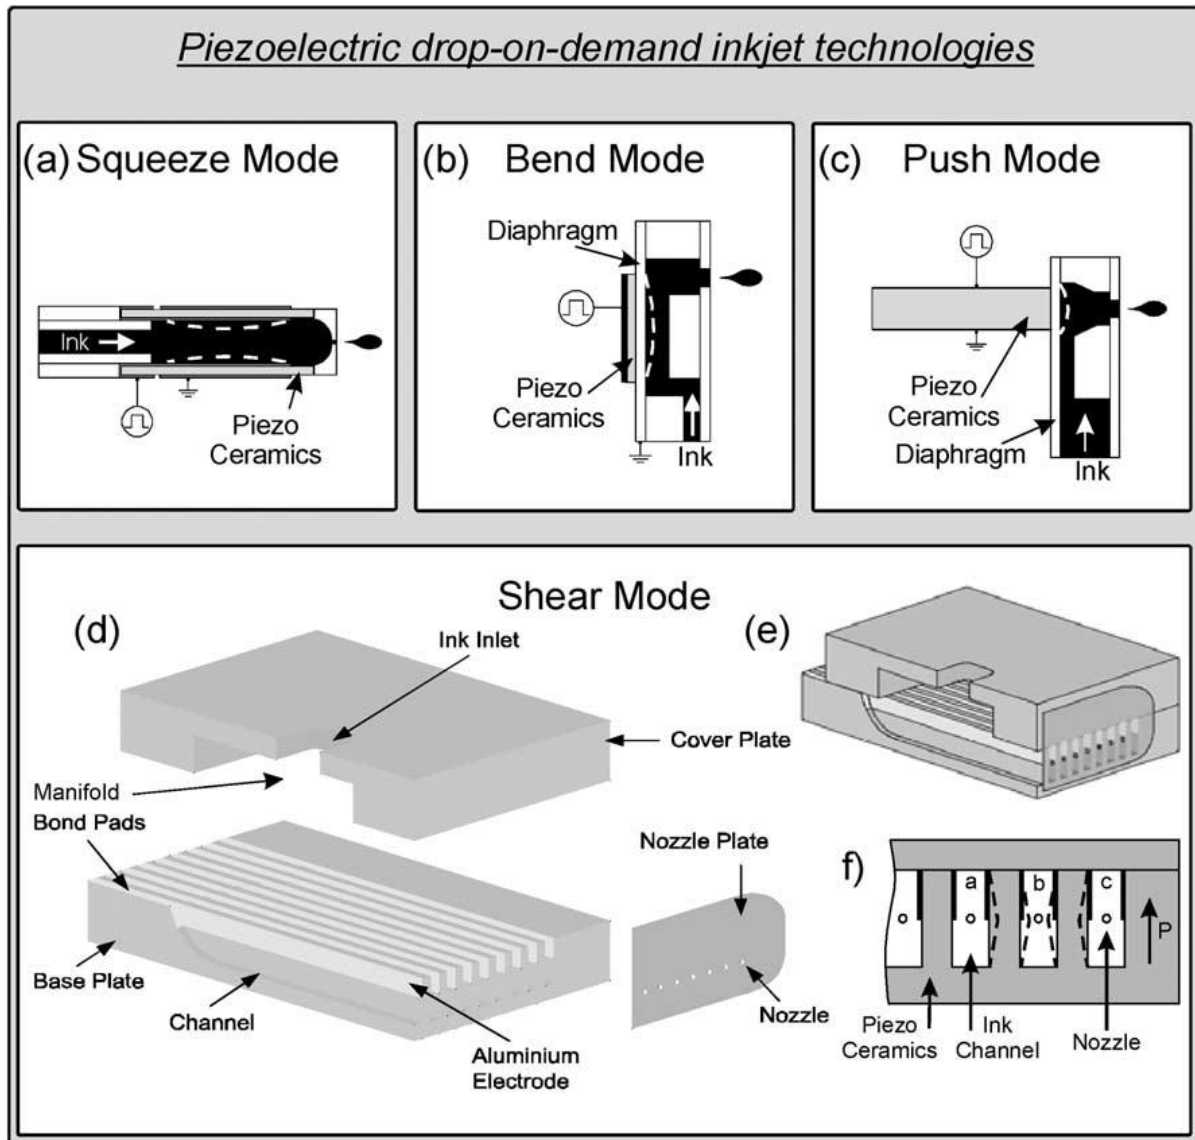 Piezoelectric drop-on-demand inkjet technologies
(a) Squeeze Mode
Ink
Piezo
Ceramics
(b) Bend Mode
Diaphragm
Piezo
Ceramics
Ink
(c) Push Mode
Piezo
Ceramics
Diaphragm
Ink
Shear Mode
(d)
Ink Inlet
Cover Plate
Manifold
Bond Pads
Base Plate
Channel
Aluminium
Electrode
Nozzle Plate
Nozzle
(e)
f)
a
b
c
P
Piezo
Ceramics
Ink
Channel
Nozzle